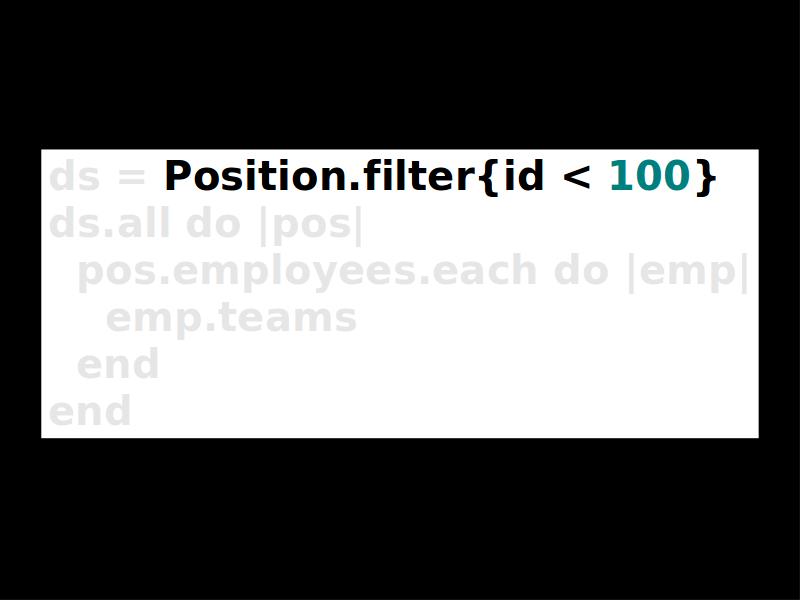 ds = Position.filter{id < 100}
ds.all do |pos|
  pos.employees.each do |emp|
    emp.teams
  end
end